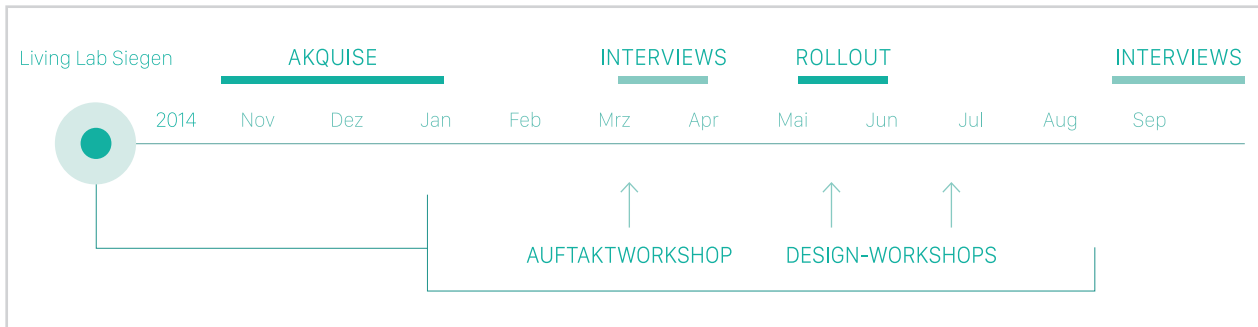 Living Lab Siegen AKQUISE INTERVIEWS ROLLOUT INTERVIEWS
2014 Nov Dez Jan Feb Mrz Apr Mai Jun Jul Aug Sep
AUFTAKTWORKSHOP DESIGN-WORKSHOPS